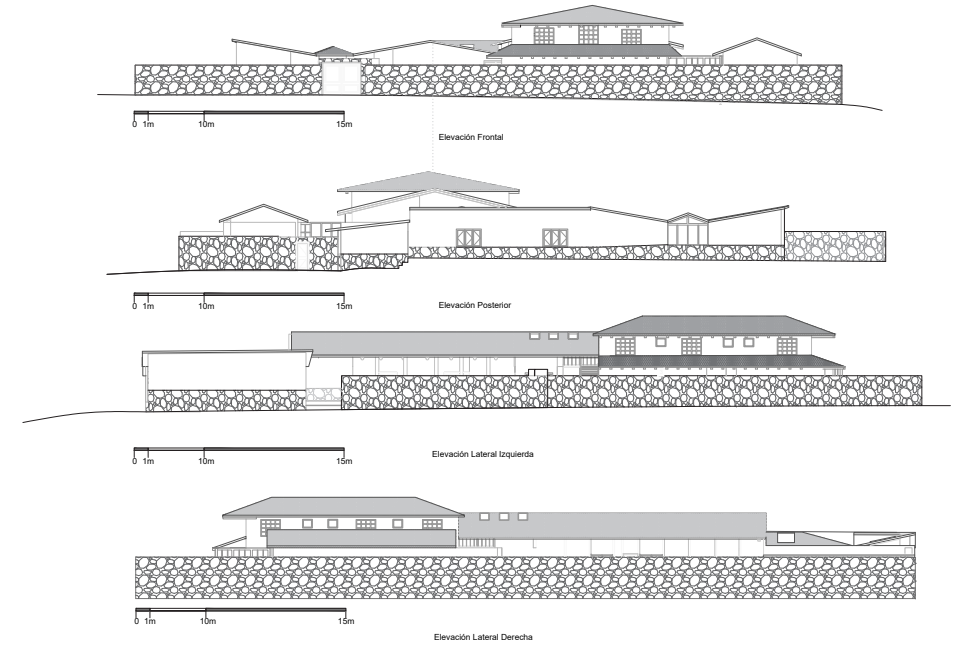 0 1m 10m 15m
Elevación Frontal
0 1m 10m 15m
Elevación Posterior
0 1m 10m 15m
Elevación Lateral Izquierda
0 1m 10m 15m
Elevación Lateral Derecha